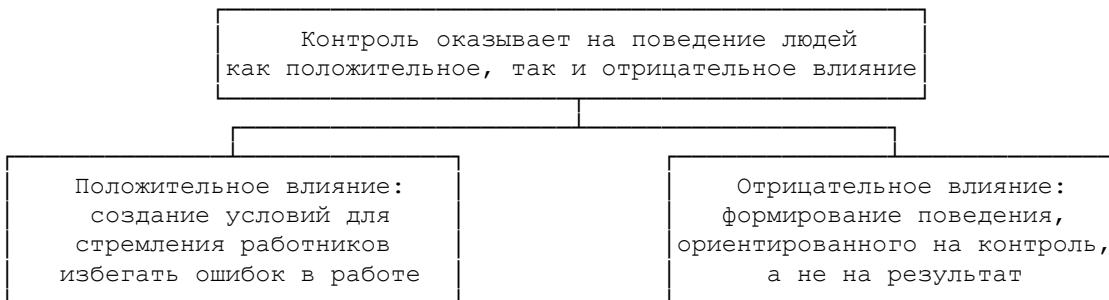 Контроль оказывает на поведение людей
как положительное, так и отрицательное влияние
Положительное влияние:
создание условий для
стремления работников
избегать ошибок в работе
Отрицательное влияние:
формирование поведения,
ориентированного на контроль,
а не на результат